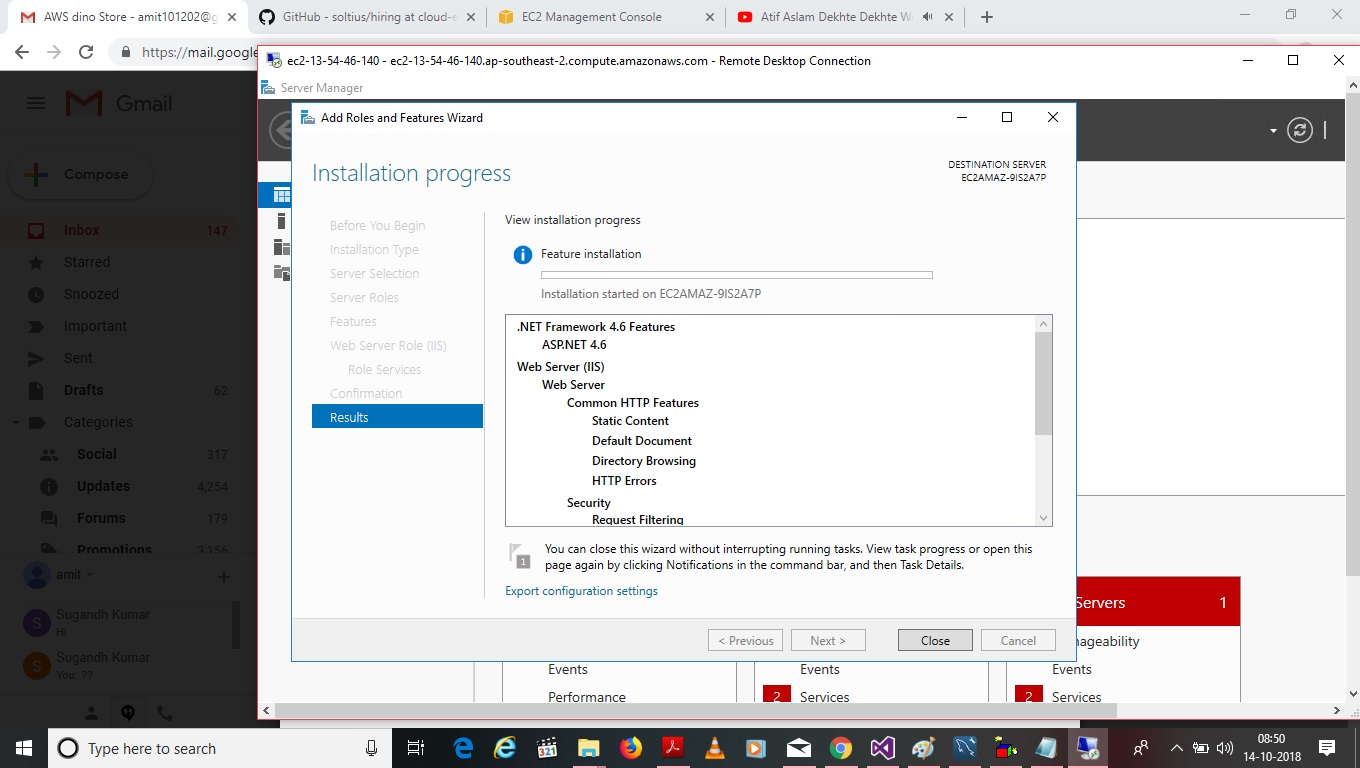 AWS dino Store - amit101202@g
GitHub - soltius/hiring at cloud-e
EC2 Management Console
Atif Aslam Dekhte Dekhte W
https://mail.google
ec2-13-54-46-140 - ec2-13-54-46-140.ap-southeast-2.compute.amazonaws.com - Remote Desktop Connection
Server Manager
Gmail
Compose
Inbox 147
Starred
Snoozed
Important
Sent
Drafts 62
Categories
Social 317
Updates 4,254
Forums 179
Promotions 3,156
amit
Sugandh Kumar
Hi
Sugandh Kumar
You: ??
Add Roles and Features Wizard
Installation progress
DESTINATION SERVER
EC2AMAZ-9IS2A7P
Before You Begin
Installation Type
Server Selection
Server Roles
Features
Web Server Role (IIS)
Role Services
Confirmation
Results
View installation progress
Feature installation
Installation started on EC2AMAZ-9IS2A7P
.NET Framework 4.6 Features
ASP.NET 4.6
Web Server (IIS)
Web Server
Common HTTP Features
Static Content
Default Document
Directory Browsing
HTTP Errors
Security
Request Filtering
1
You can close this wizard without interrupting running tasks. View task progress or open this
page again by clicking Notifications in the command bar, and then Task Details.
Export configuration settings
< Previous
Next >
Close
Cancel
Servers 1
nageability
Events
Events
Events
Performance
2 Services
2 Services
S
S
Type here to search
321
08:50
14-10-2018